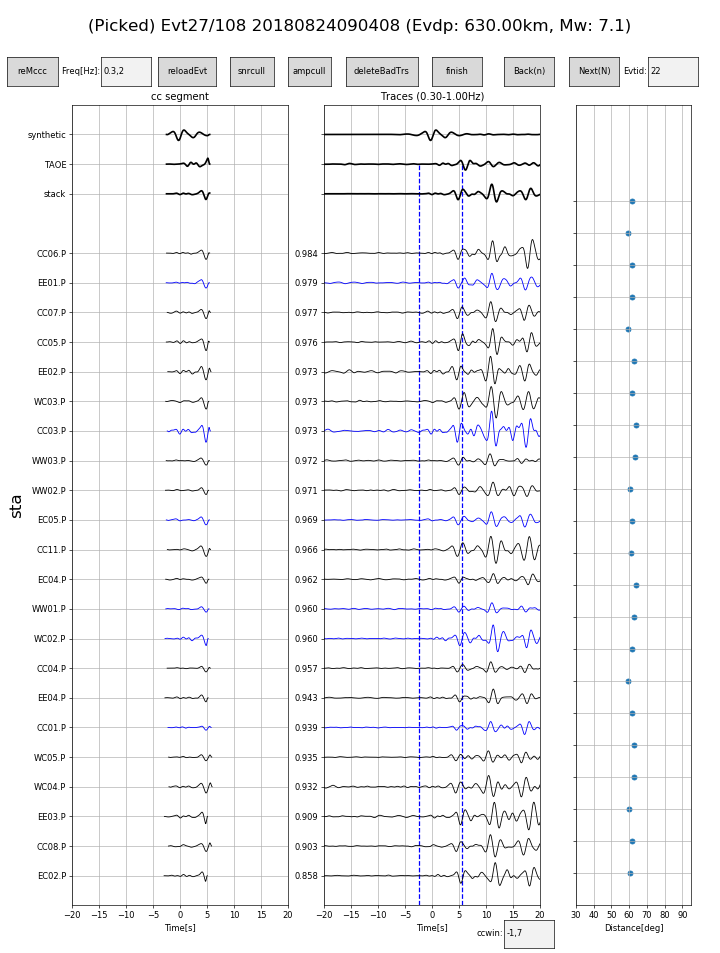 (Picked) Evt27/108 20180824090408 (Evdp: 630.00km, Mw: 7.1)
reMccc Freq[Hz]: 0.3,2 reloadEvt snrcull ampcull deleteBadTrs finish Back(n) Next(N) Evtid: 22
cc segment Traces (0.30-1.00Hz)
synthetic
TAOE
stack
CC06.P 0.984
EE01.P 0.979
CC07.P 0.977
CC05.P 0.976
EE02.P 0.973
WC03.P 0.973
CC03.P 0.973
WW03.P 0.972
WW02.P 0.971
EC05.P 0.969
CC11.P 0.966
EC04.P 0.962
WW01.P 0.960
WC02.P 0.960
CC04.P 0.957
EE04.P 0.943
CC01.P 0.939
WC05.P 0.935
WC04.P 0.932
EE03.P 0.909
CC08.P 0.903
EC02.P 0.858
sta
−20 −15 −10 −5 0 5 10 15 20 −20 −15 −10 −5 0 5 10 15 20 30 40 50 60 70 80 90
Time[s] Time[s] Distance[deg]
ccwin: -1,7